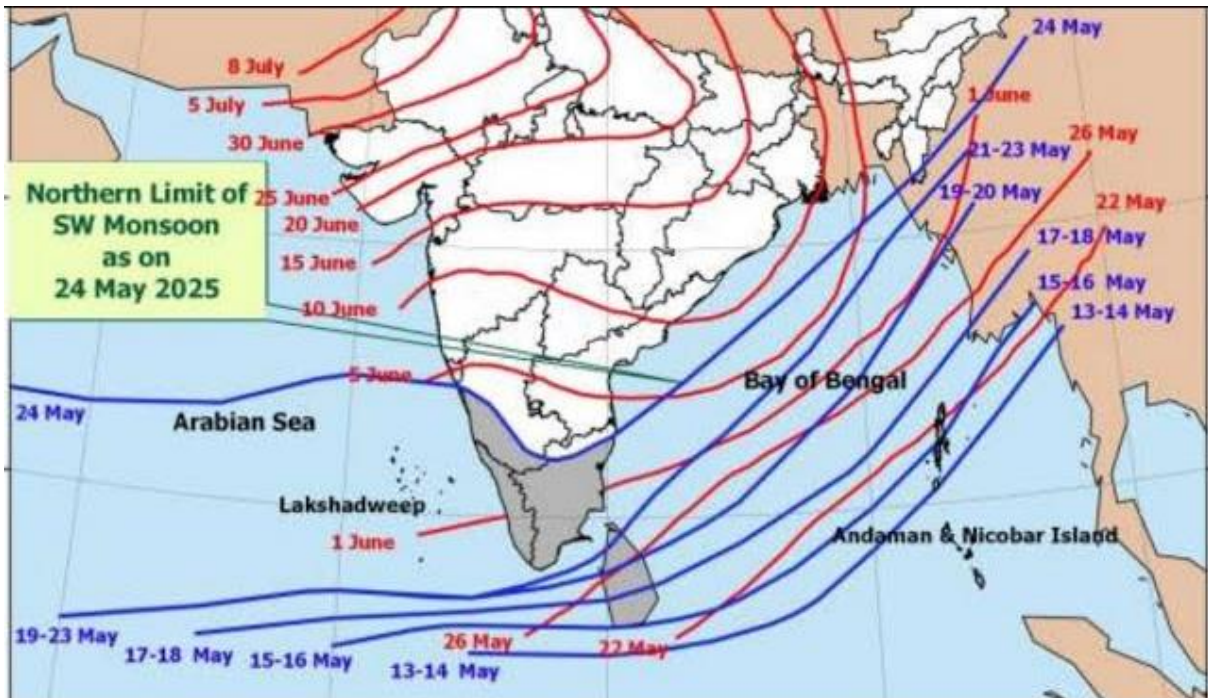 24 May
8 July
1 June
5 July
26 May
30 June
21-23 May
Northern Limit of
SW Monsoon
as on
24 May 2025
25 June
19-20 May
22 May
20 June
17-18 May
15 June
15-16 May
10 June
13-14 May
5 June
Bay of Bengal
24 May
Arabian Sea
Lakshadweep
1 June
Andaman & Nicobar Island
19-23 May
17-18 May
15-16 May
26 May
13-14 May
22 May